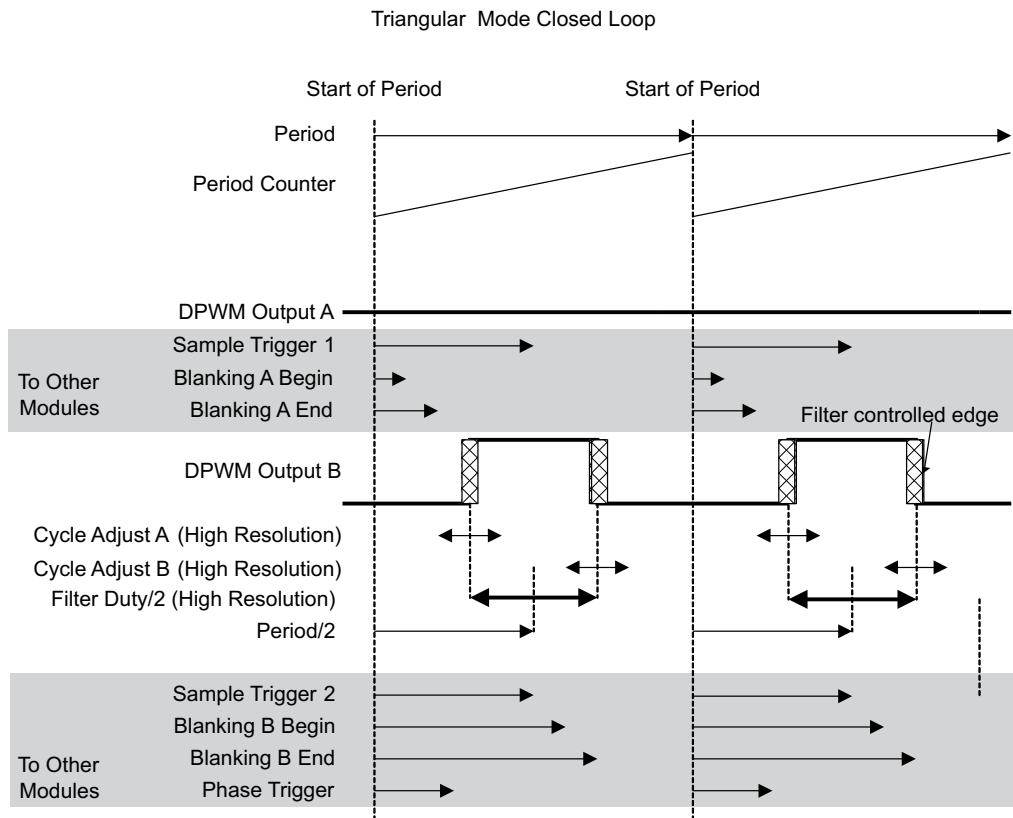 Triangular Mode Closed Loop
Start of Period
Start of Period
Period
Period Counter
DPWM Output A
Sample Trigger 1
Blanking A Begin
Blanking A End
To Other
Modules
Filter controlled edge
DPWM Output B
Cycle Adjust A (High Resolution)
Cycle Adjust B (High Resolution)
Filter Duty/2 (High Resolution)
Period/2
Sample Trigger 2
Blanking B Begin
Blanking B End
Phase Trigger
To Other
Modules